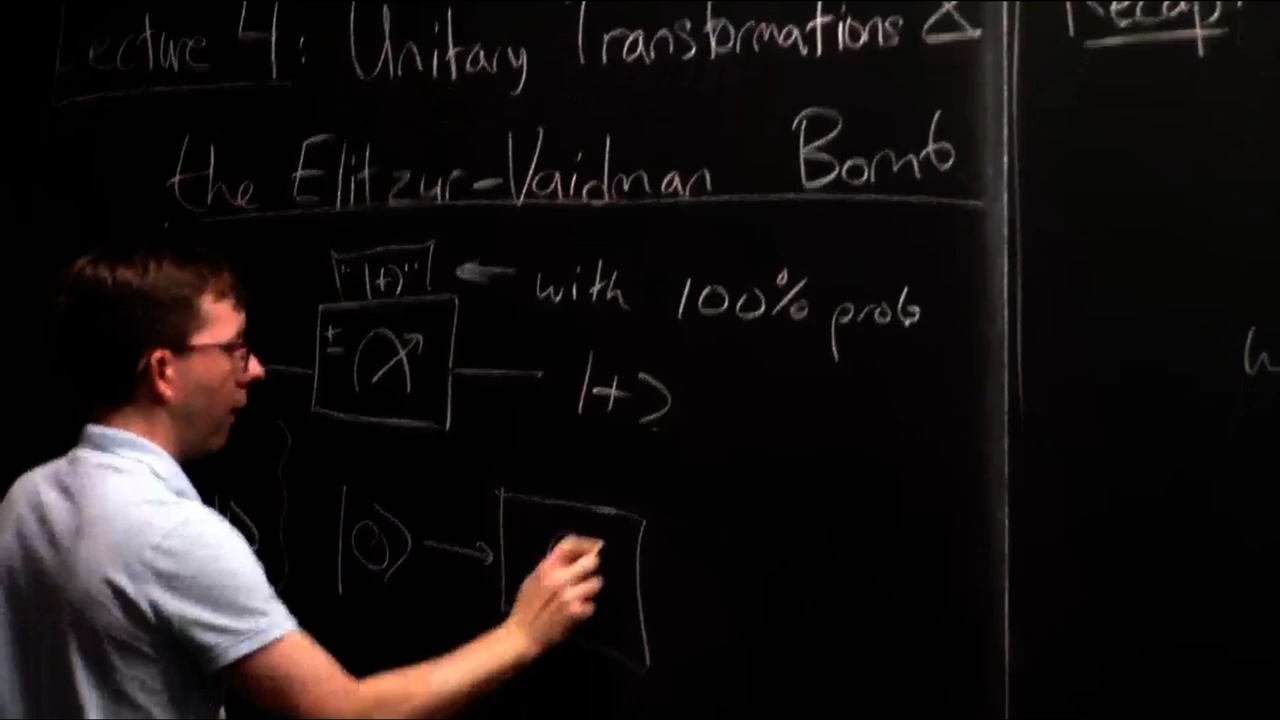 Lecture 4: Unitary Transformations &
the Elitzur-Vaidman Bomb
Recap:
"|+⟩" ← with 100% prob
±
|+⟩
|0⟩ →